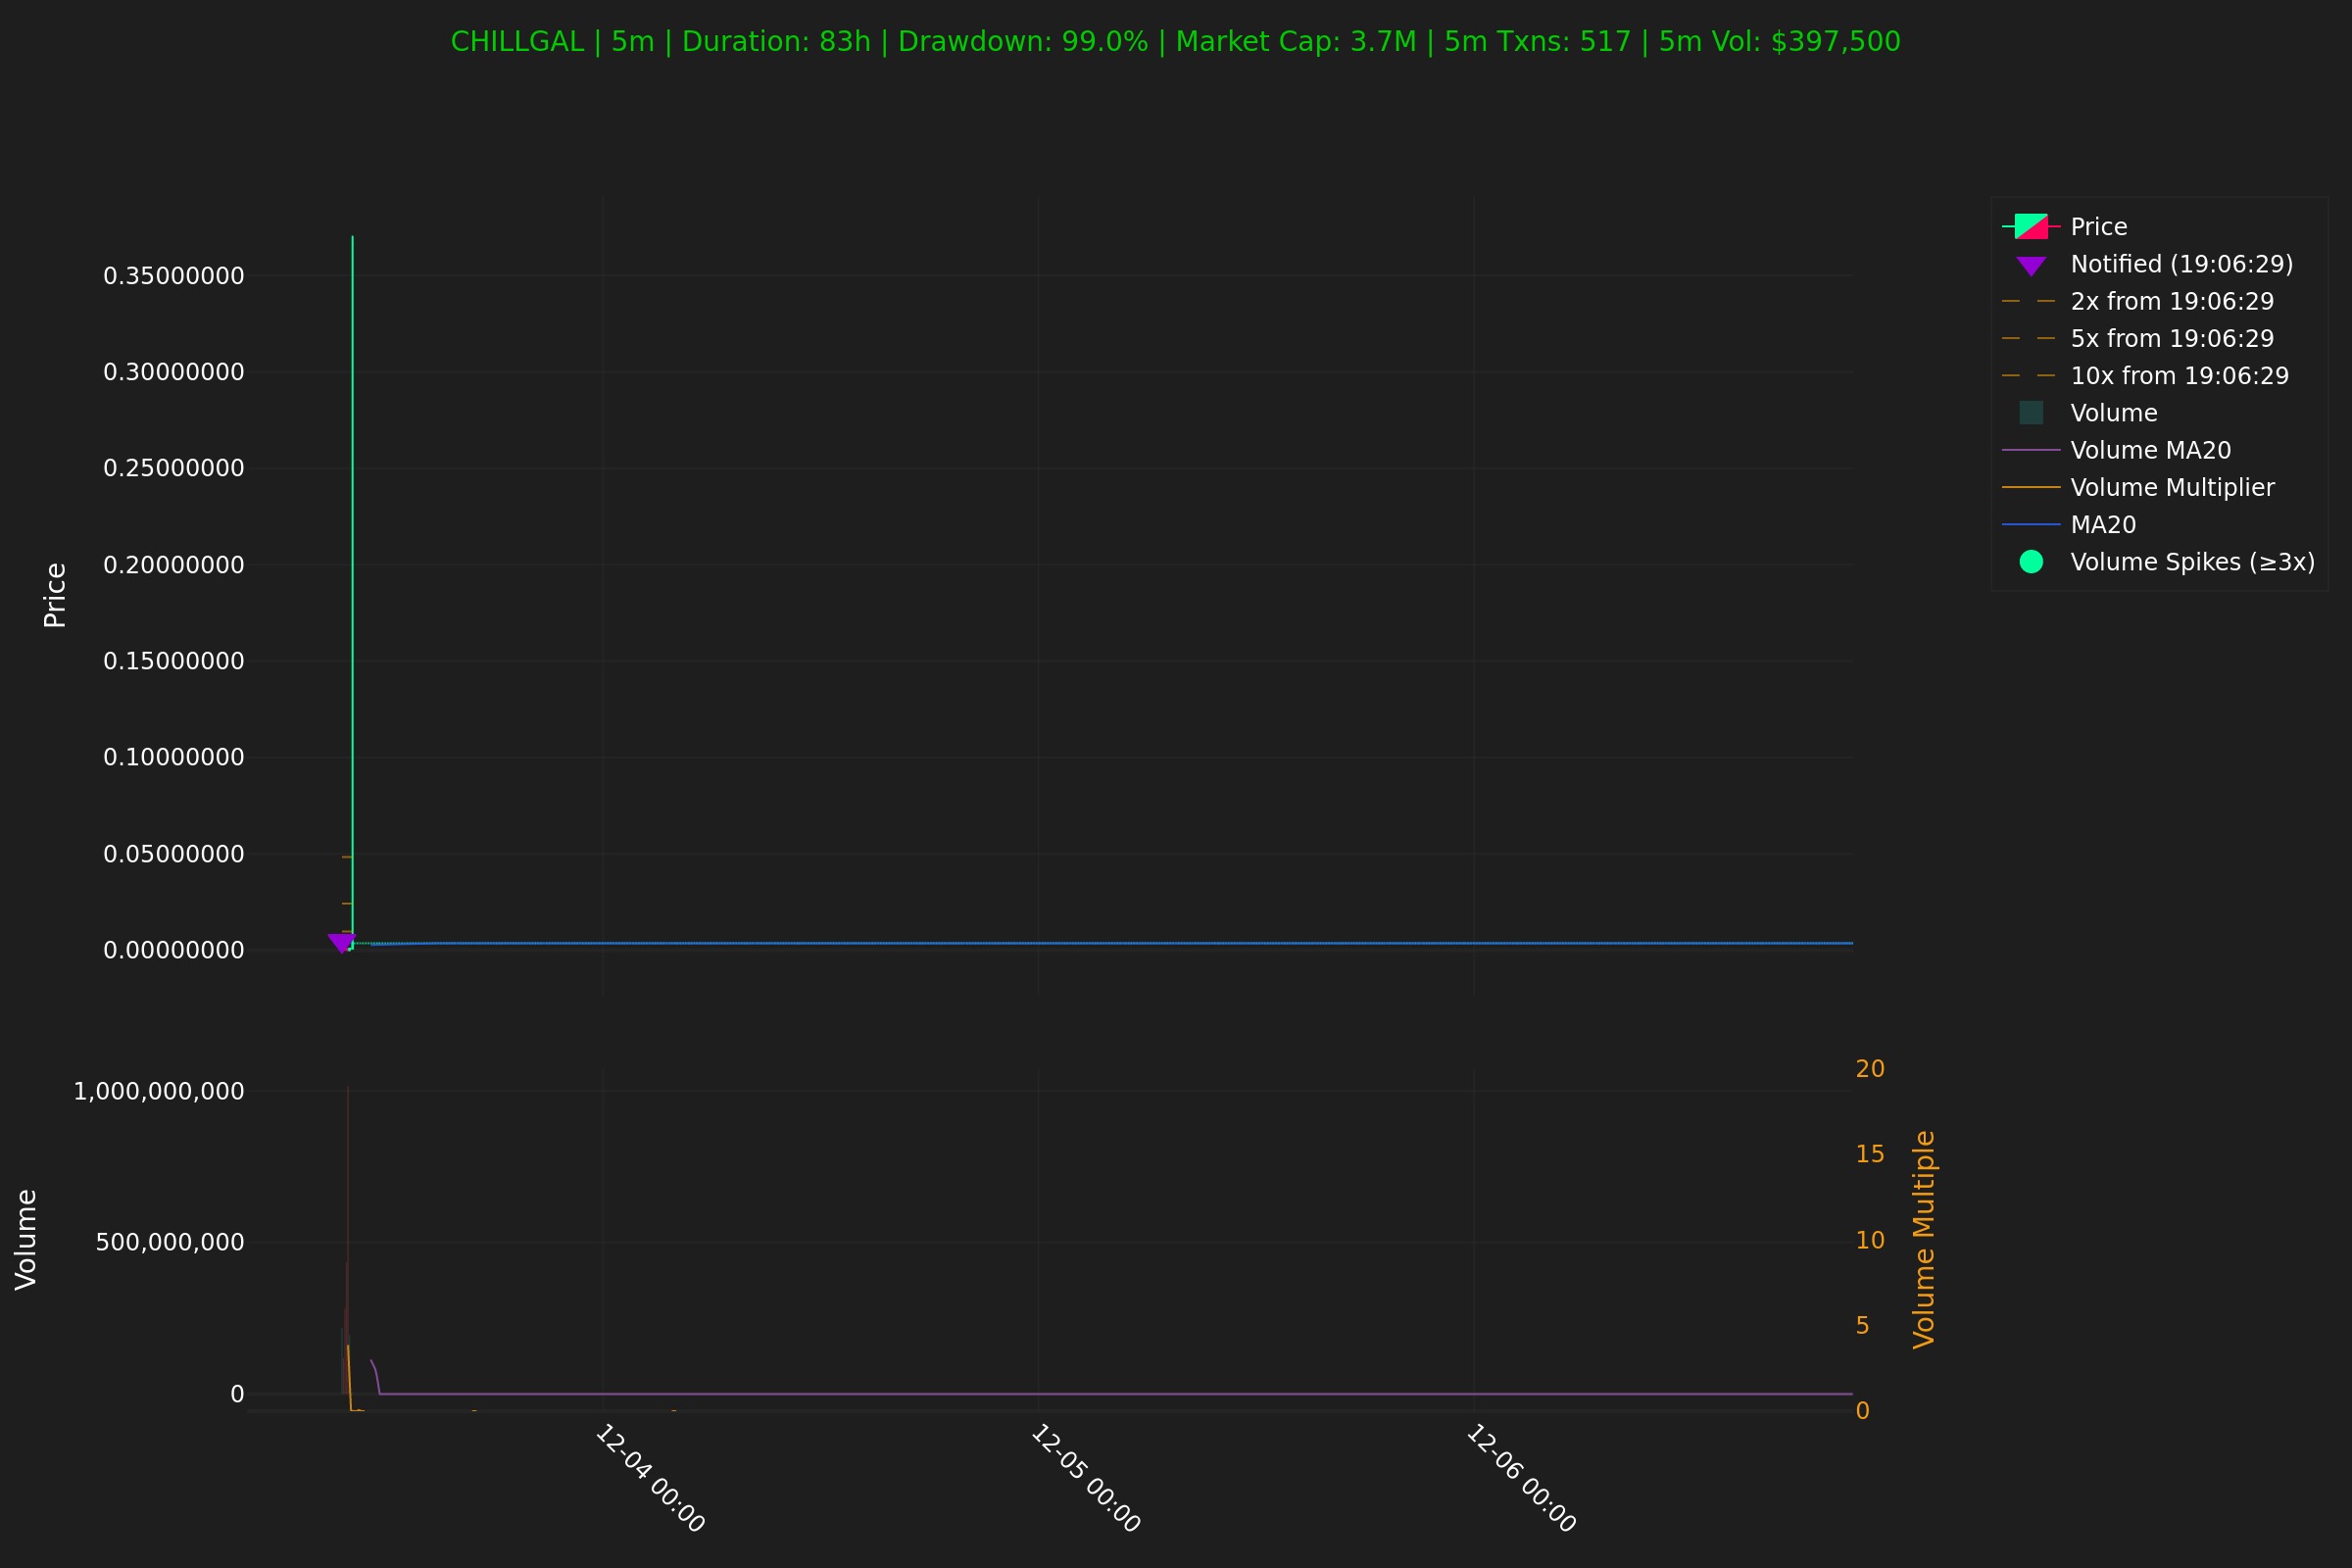 CHILLGAL | 5m | Duration: 83h | Drawdown: 99.0% | Market Cap: 3.7M | 5m Txns: 517 | 5m Vol: $397,500
Price
0.35000000
0.30000000
0.25000000
0.20000000
0.15000000
0.10000000
0.05000000
0.00000000
Price
Notified (19:06:29)
2x from 19:06:29
5x from 19:06:29
10x from 19:06:29
Volume
Volume MA20
Volume Multiplier
MA20
Volume Spikes (≥3x)
Volume
1,000,000,000
500,000,000
0
20
15
10
5
0
Volume Multiple
12-04 00:00
12-05 00:00
12-06 00:00